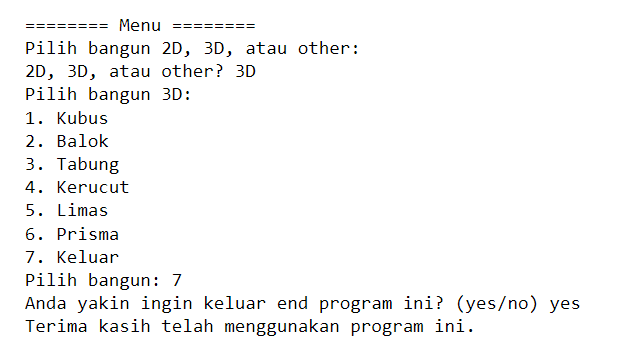 ======== Menu ========
Pilih bangun 2D, 3D, atau other:
2D, 3D, atau other? 3D
Pilih bangun 3D:
1. Kubus
2. Balok
3. Tabung
4. Kerucut
5. Limas
6. Prisma
7. Keluar
Pilih bangun: 7
Anda yakin ingin keluar end program ini? (yes/no) yes
Terima kasih telah menggunakan program ini.